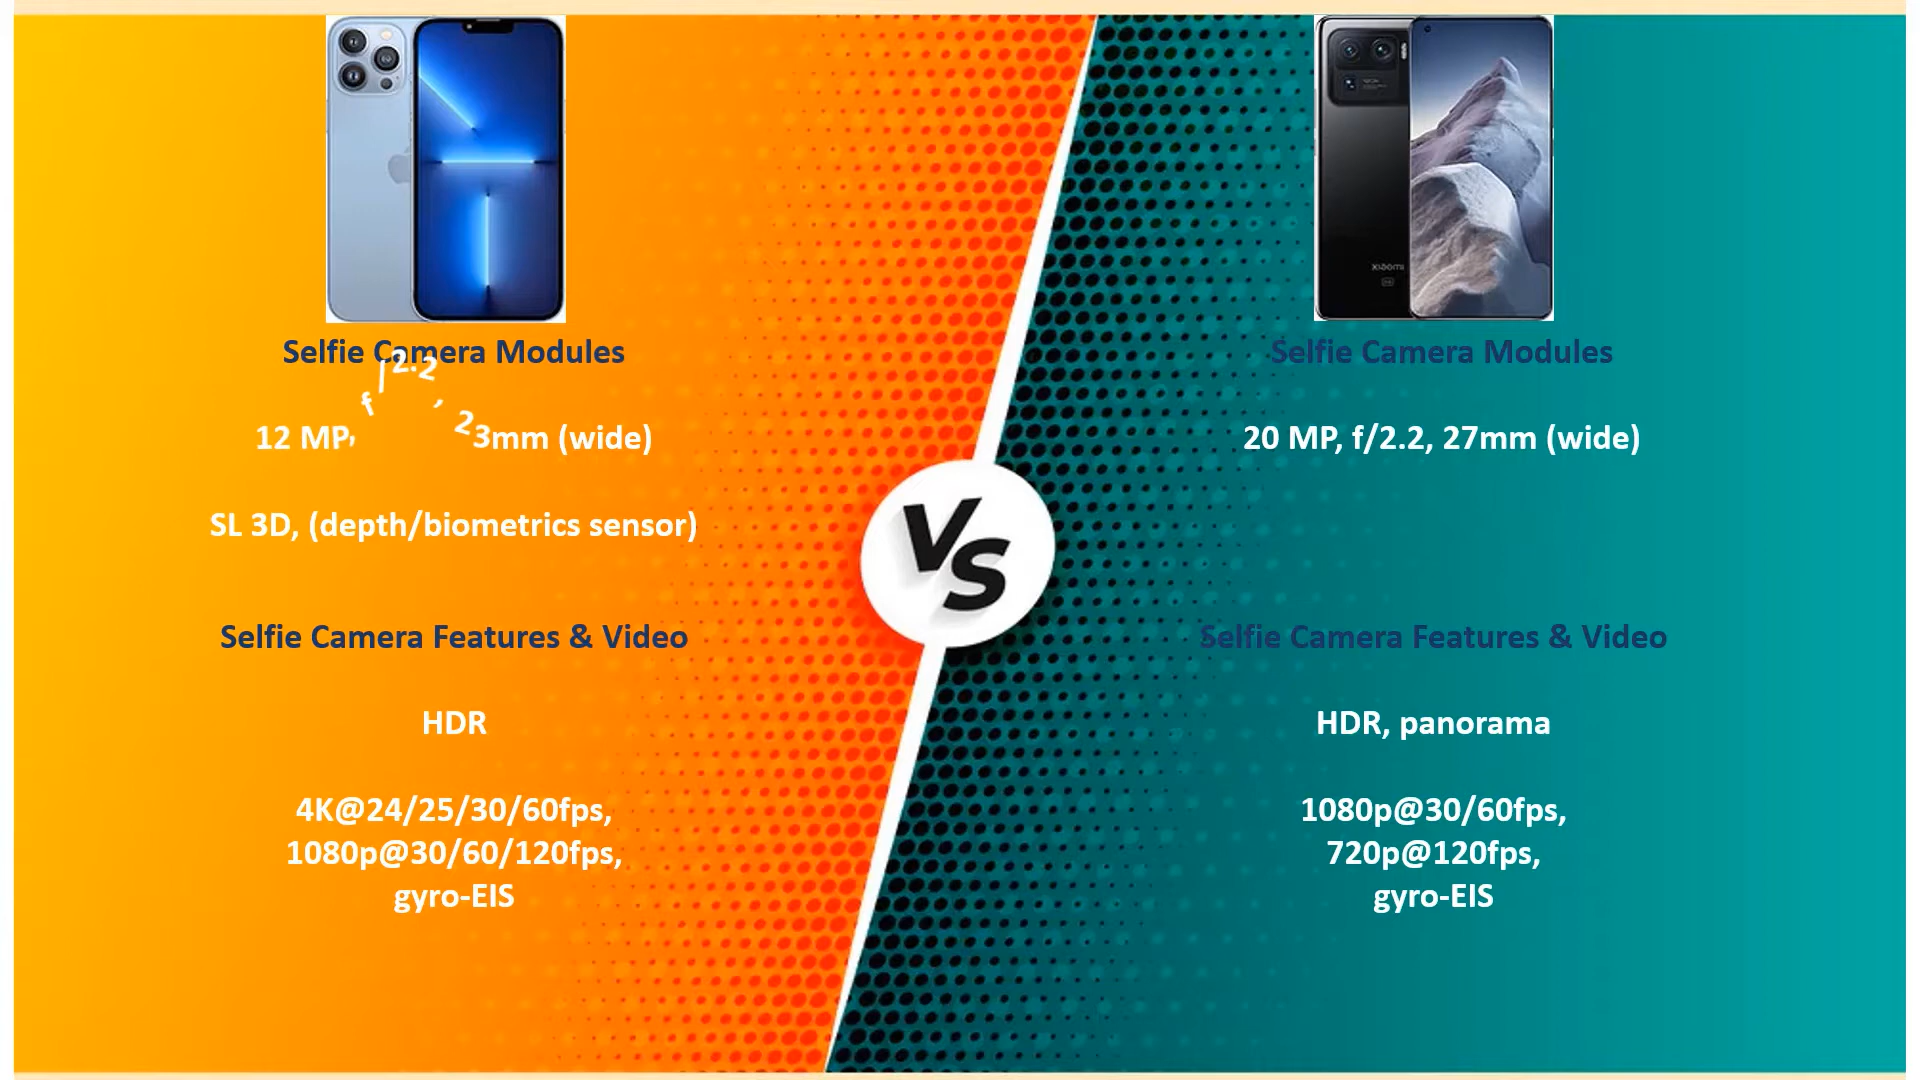 XIAOMI
Selfie Camera Modules
12 MP, f/2.2, 23mm (wide)
SL 3D, (depth/biometrics sensor)
Selfie Camera Features & Video
HDR
4K@24/25/30/60fps,
1080p@30/60/120fps,
gyro-EIS
VS
Selfie Camera Modules
20 MP, f/2.2, 27mm (wide)
Selfie Camera Features & Video
HDR, panorama
1080p@30/60fps,
720p@120fps,
gyro-EIS